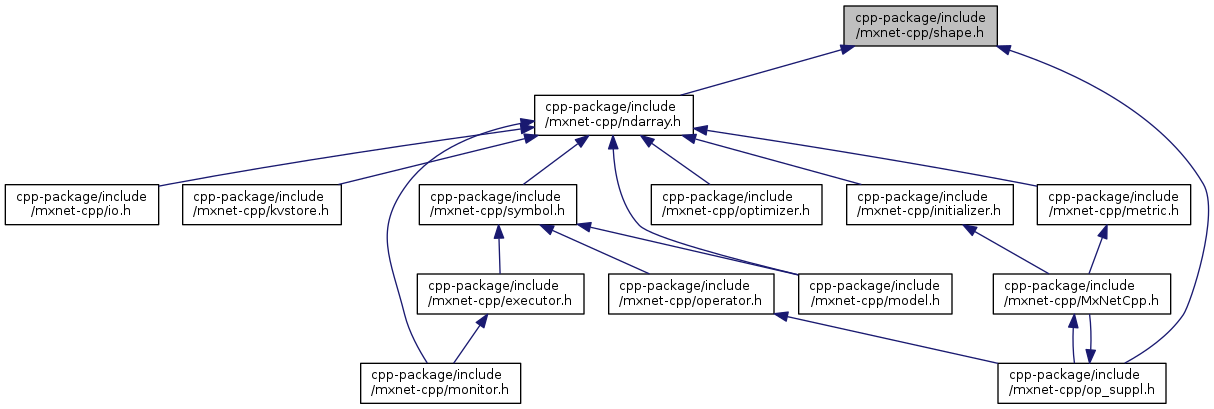 cpp-package/include
/mxnet-cpp/shape.h
cpp-package/include
/mxnet-cpp/ndarray.h
cpp-package/include
/mxnet-cpp/io.h
cpp-package/include
/mxnet-cpp/kvstore.h
cpp-package/include
/mxnet-cpp/symbol.h
cpp-package/include
/mxnet-cpp/optimizer.h
cpp-package/include
/mxnet-cpp/initializer.h
cpp-package/include
/mxnet-cpp/metric.h
cpp-package/include
/mxnet-cpp/executor.h
cpp-package/include
/mxnet-cpp/operator.h
cpp-package/include
/mxnet-cpp/model.h
cpp-package/include
/mxnet-cpp/MxNetCpp.h
cpp-package/include
/mxnet-cpp/monitor.h
cpp-package/include
/mxnet-cpp/op_suppl.h